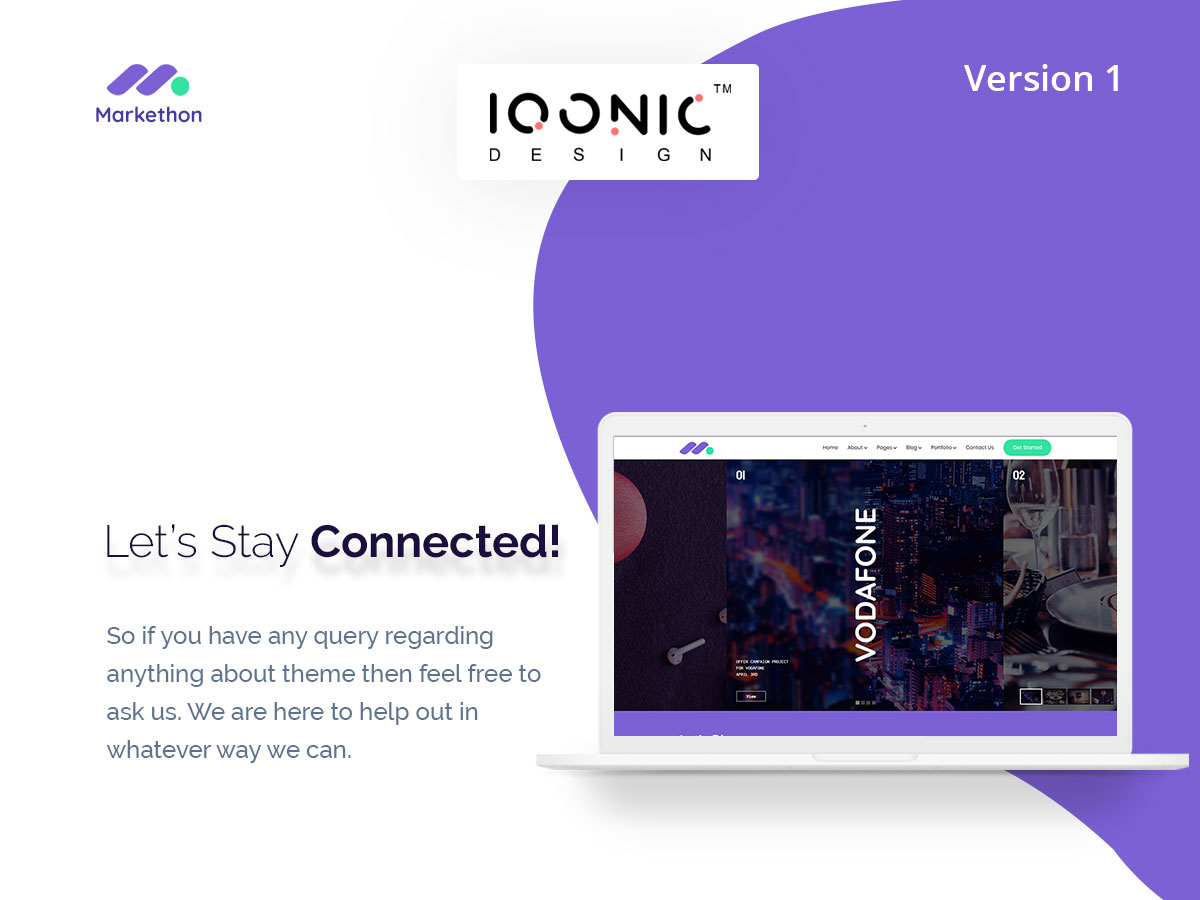 Markethon
IQONIC
TM
DESIGN
Version 1
Let's Stay Connected!
So if you have any query regarding
anything about theme then feel free to
ask us. We are here to help out in
whatever way we can.
Home About Pages Blog Portfolio Contact Us Get Started
01
02
VODAFONE
OFFER CAMPAIGN PROJECT
FOR VODAFONE
APRIL 3RD
View